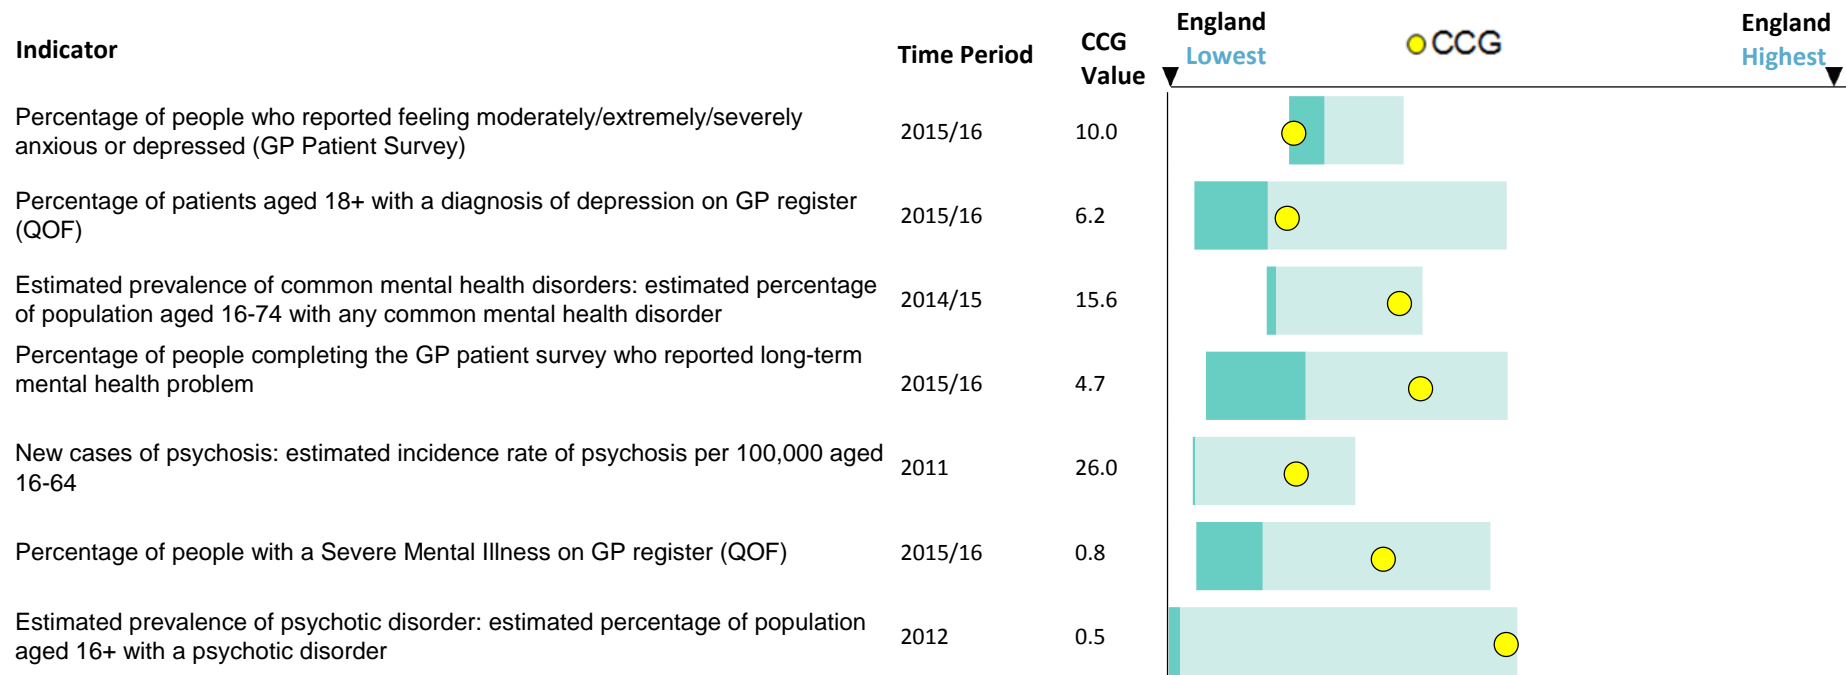 Indicator
Time Period
CCG
Value
England
Lowest
CCG
England
Highest
Percentage of people who reported feeling moderately/extremely/severely
anxious or depressed (GP Patient Survey)
2015/16
10.0
Percentage of patients aged 18+ with a diagnosis of depression on GP register
(QOF)
2015/16
6.2
Estimated prevalence of common mental health disorders: estimated percentage
of population aged 16-74 with any common mental health disorder
2014/15
15.6
Percentage of people completing the GP patient survey who reported long-term
mental health problem
2015/16
4.7
New cases of psychosis: estimated incidence rate of psychosis per 100,000 aged
16-64
2011
26.0
Percentage of people with a Severe Mental Illness on GP register (QOF)
2015/16
0.8
Estimated prevalence of psychotic disorder: estimated percentage of population
aged 16+ with a psychotic disorder
2012
0.5